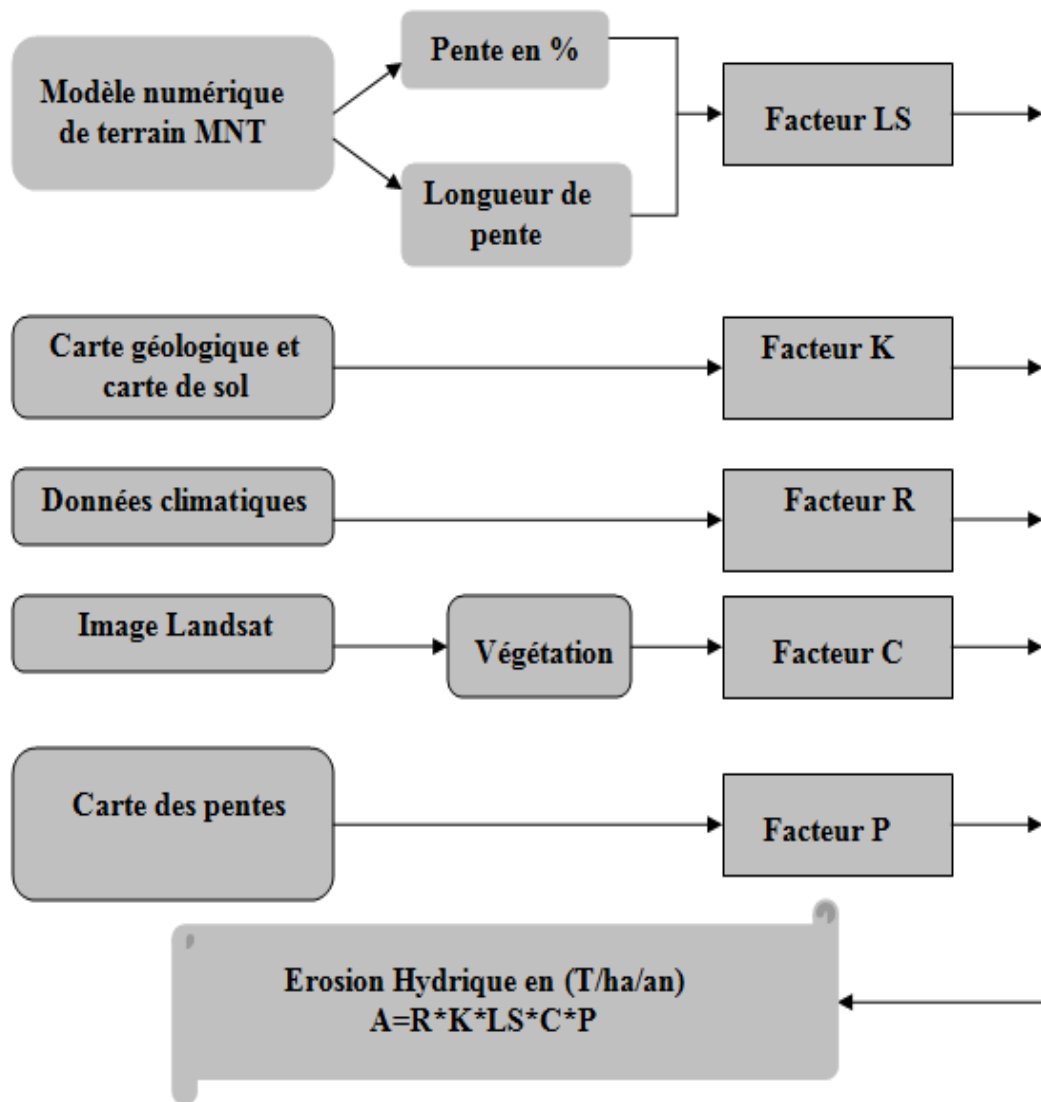 Modèle numérique
de terrain MNT
Pente en %
Longueur de
pente
Facteur LS
Carte géologique et
carte de sol
Facteur K
Données climatiques
Facteur R
Image Landsat
Végétation
Facteur C
Carte des pentes
Facteur P
Erosion Hydrique en (T/ha/an)
A=R*K*LS*C*P